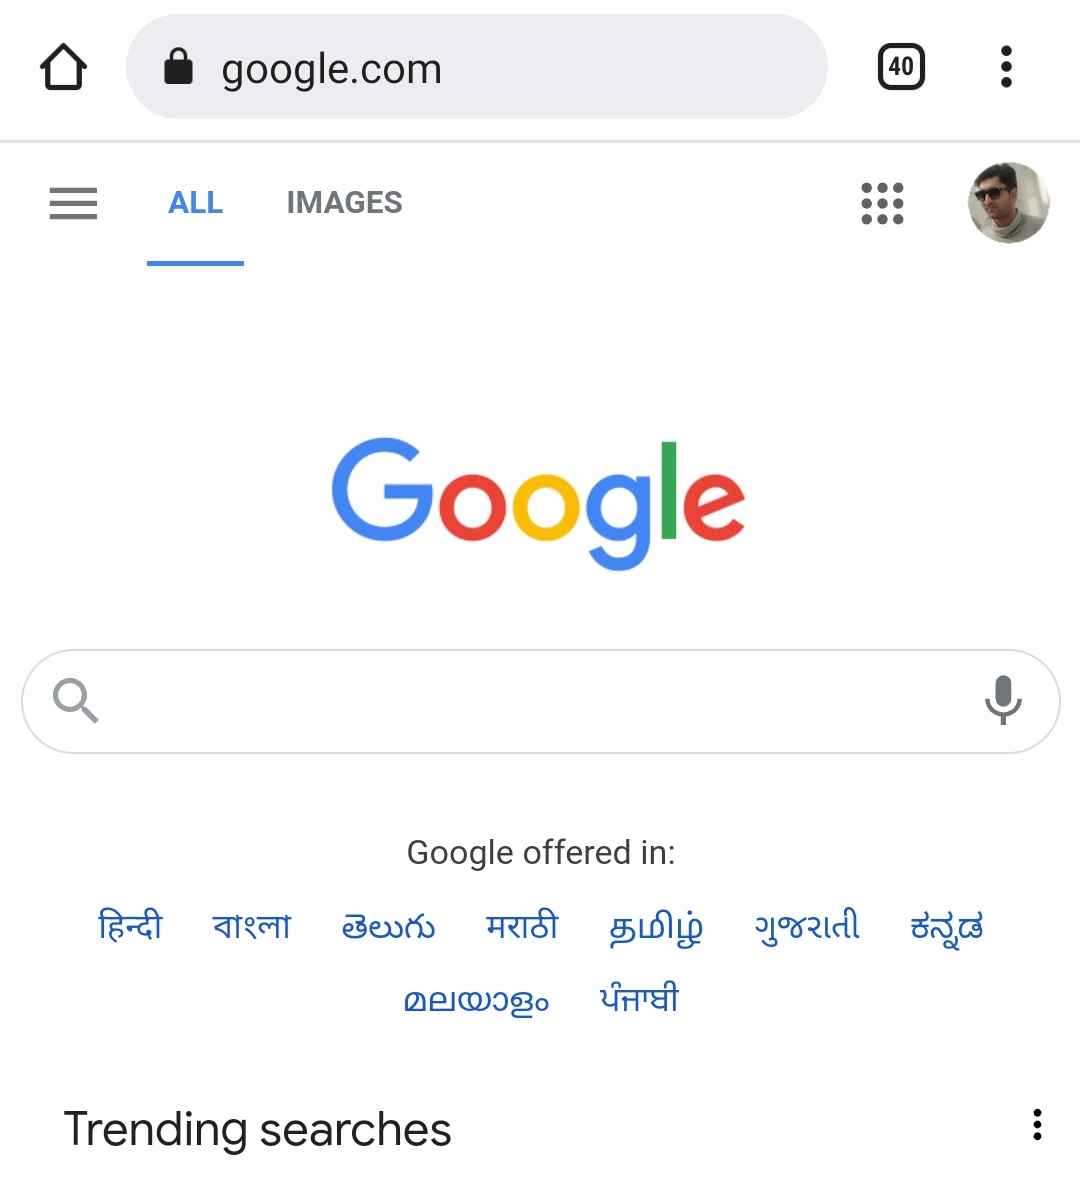 google.com 40
ALL IMAGES
Google
Google offered in:
हिन्दी বাংলা తెలుగు मराठी தமிழ் ગુજરાતી ಕನ್ನಡ
മലയാളം ਪੰਜਾਬੀ
Trending searches